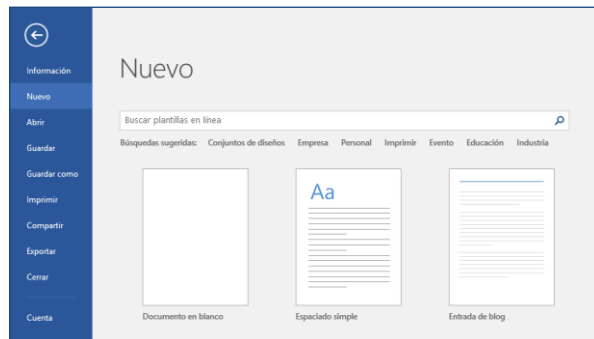 Información
Nuevo
Abrir
Guardar
Guardar como
Imprimir
Compartir
Exportar
Cerrar
Cuenta
Nuevo
Buscar plantillas en línea
Búsquedas sugeridas: Conjuntos de diseños Empresa Personal Imprimir Evento Educación Industria
Aa
Documento en blanco Espaciado simple Entrada de blog